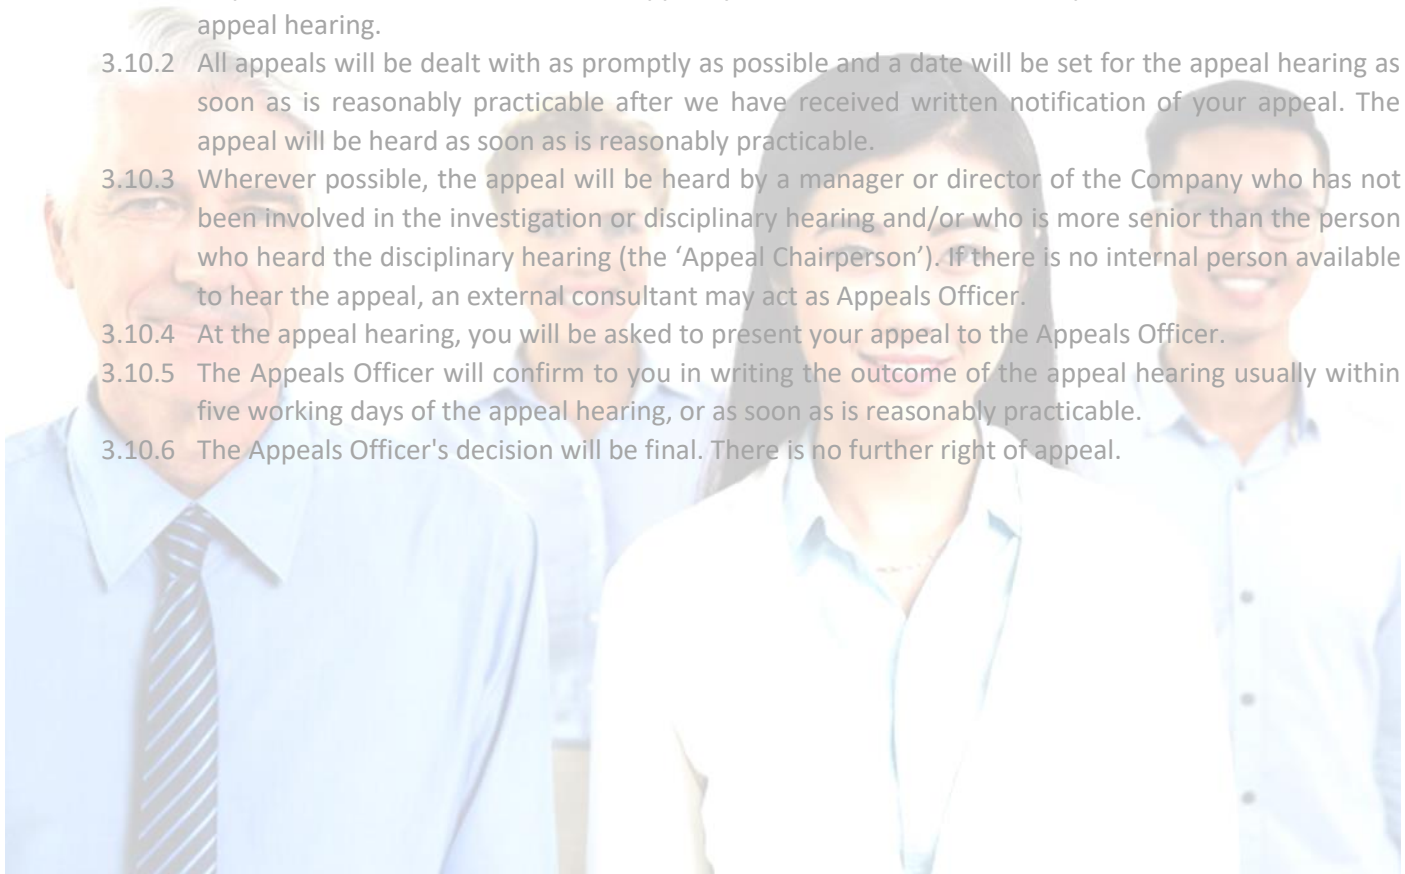 appeal hearing.
3.10.2 All appeals will be dealt with as promptly as possible and a date will be set for the appeal hearing as
soon as is reasonably practicable after we have received written notification of your appeal. The
appeal will be heard as soon as is reasonably practicable.
3.10.3 Wherever possible, the appeal will be heard by a manager or director of the Company who has not
been involved in the investigation or disciplinary hearing and/or who is more senior than the person
who heard the disciplinary hearing (the ‘Appeal Chairperson’). If there is no internal person available
to hear the appeal, an external consultant may act as Appeals Officer.
3.10.4 At the appeal hearing, you will be asked to present your appeal to the Appeals Officer.
3.10.5 The Appeals Officer will confirm to you in writing the outcome of the appeal hearing usually within
five working days of the appeal hearing, or as soon as is reasonably practicable.
3.10.6 The Appeals Officer's decision will be final. There is no further right of appeal.